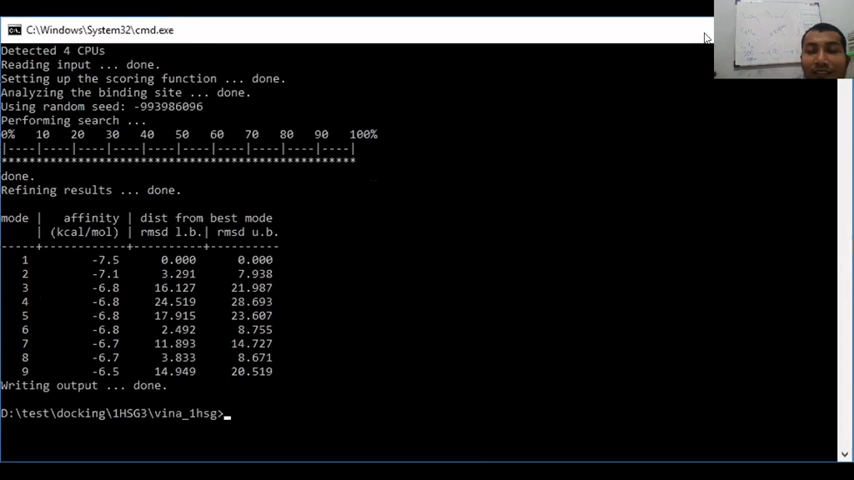 C:\Windows\System32\cmd.exe
Detected 4 CPUs
Reading input ... done.
Setting up the scoring function ... done.
Analyzing the binding site ... done.
Using random seed: -993986096
Performing search ...
0%   10   20   30   40   50   60   70   80   90   100%
|----|----|----|----|----|----|----|----|----|----|
***************************************************
done.
Refining results ... done.
mode |   affinity | dist from best mode
     | (kcal/mol) | rmsd l.b.| rmsd u.b.
-----+------------+----------+----------
   1         -7.5      0.000      0.000
   2         -7.1      3.291      7.938
   3         -6.8     16.127     21.987
   4         -6.8     24.519     28.693
   5         -6.8     17.915     23.607
   6         -6.8      2.492      8.755
   7         -6.7     11.893     14.727
   8         -6.7      3.833      8.671
   9         -6.5     14.949     20.519
Writing output ... done.
D:\test\docking\1HSG3\vina_1hsg>